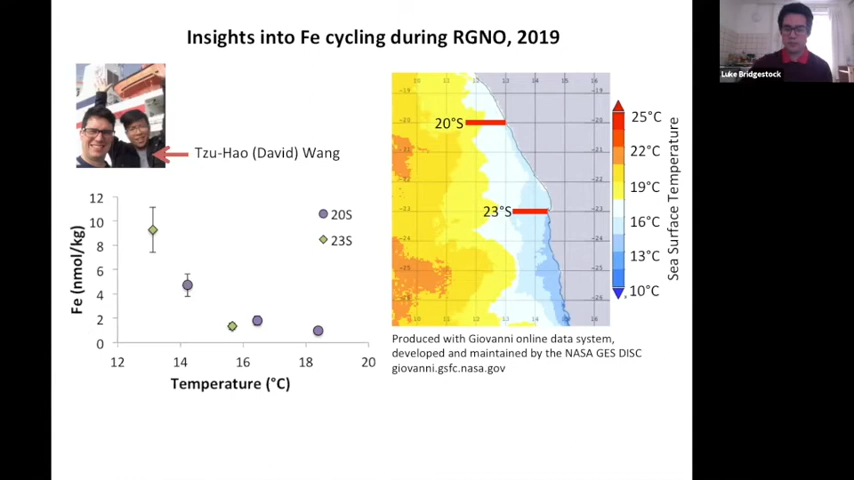 Insights into Fe cycling during RGNO, 2019
Luke Bridgestock
Tzu-Hao (David) Wang
12
10
8
6
4
2
0
12 14 16 18 20
Fe (nmol/kg)
Temperature (°C)
20S
23S
20°S
23°S
25°C
22°C
19°C
16°C
13°C
10°C
Sea Surface Temperature
Produced with Giovanni online data system,
developed and maintained by the NASA GES DISC
giovanni.gsfc.nasa.gov